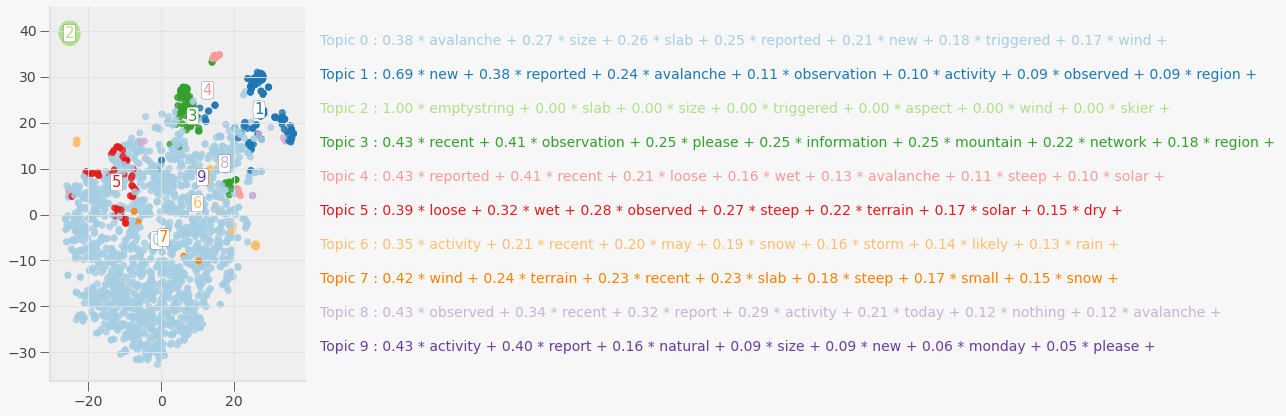 40
30
20
10
0
−10
−20
−30
−20
0
20
2
4
1
3
8
5
9
6
0
7
Topic 0 : 0.38 * avalanche + 0.27 * size + 0.26 * slab + 0.25 * reported + 0.21 * new + 0.18 * triggered + 0.17 * wind +
Topic 1 : 0.69 * new + 0.38 * reported + 0.24 * avalanche + 0.11 * observation + 0.10 * activity + 0.09 * observed + 0.09 * region +
Topic 2 : 1.00 * emptystring + 0.00 * slab + 0.00 * size + 0.00 * triggered + 0.00 * aspect + 0.00 * wind + 0.00 * skier +
Topic 3 : 0.43 * recent + 0.41 * observation + 0.25 * please + 0.25 * information + 0.25 * mountain + 0.22 * network + 0.18 * region +
Topic 4 : 0.43 * reported + 0.41 * recent + 0.21 * loose + 0.16 * wet + 0.13 * avalanche + 0.11 * steep + 0.10 * solar +
Topic 5 : 0.39 * loose + 0.32 * wet + 0.28 * observed + 0.27 * steep + 0.22 * terrain + 0.17 * solar + 0.15 * dry +
Topic 6 : 0.35 * activity + 0.21 * recent + 0.20 * may + 0.19 * snow + 0.16 * storm + 0.14 * likely + 0.13 * rain +
Topic 7 : 0.42 * wind + 0.24 * terrain + 0.23 * recent + 0.23 * slab + 0.18 * steep + 0.17 * small + 0.15 * snow +
Topic 8 : 0.43 * observed + 0.34 * recent + 0.32 * report + 0.29 * activity + 0.21 * today + 0.12 * nothing + 0.12 * avalanche +
Topic 9 : 0.43 * activity + 0.40 * report + 0.16 * natural + 0.09 * size + 0.09 * new + 0.06 * monday + 0.05 * please +